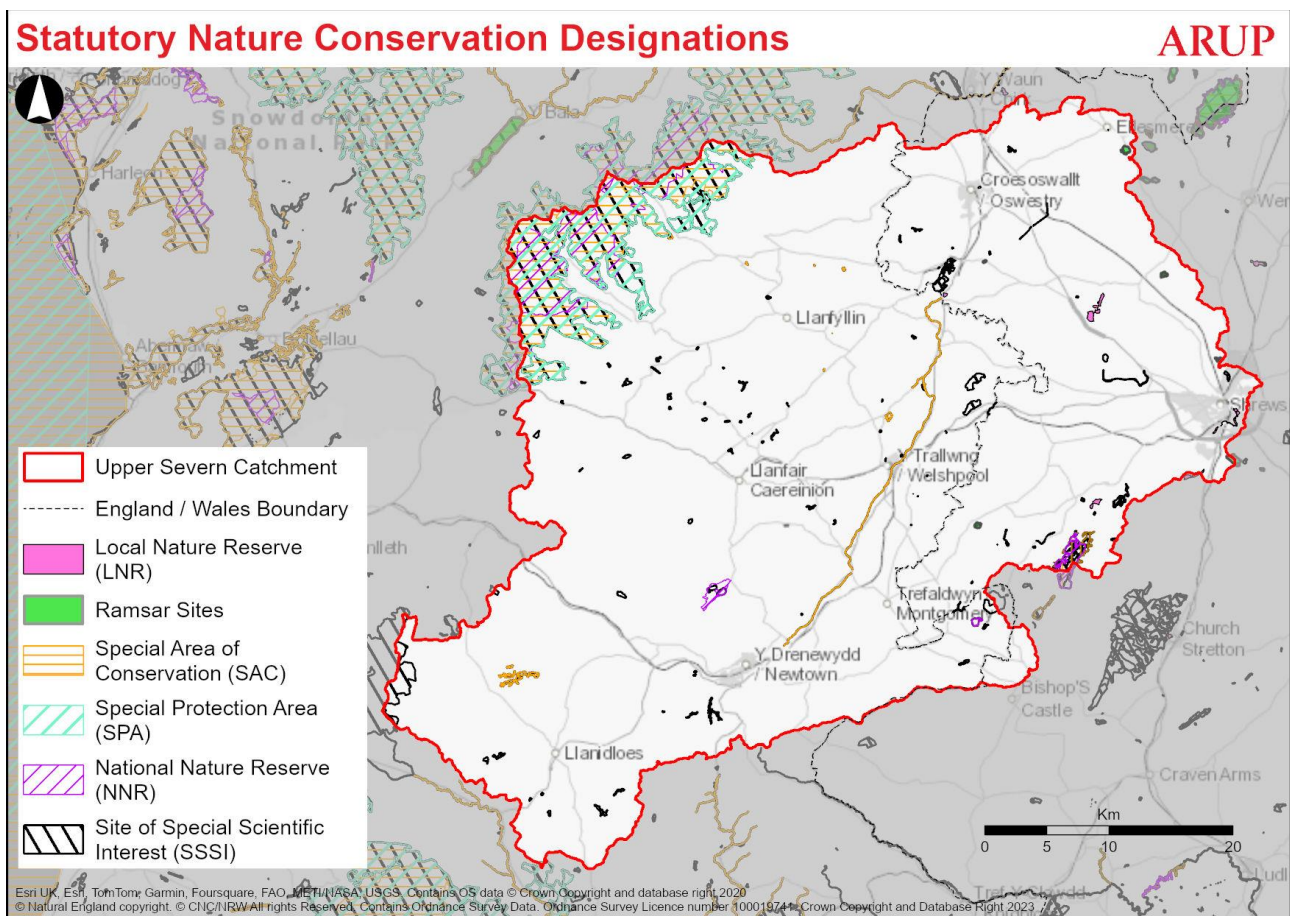 Statutory Nature Conservation Designations
ARUP
Y Waun
Snowdonia
National Park
Y Bala
Ellesmere
Harlech
Croesoswallt
/ Oswestry
Llanfyllin
Shrews
Trallwng
/ Welshpool
Llanfair
Caereinion
Trefaldwyn
Montgomery
Church
Stretton
Y Drenewydd
/ Newtown
Bishop'S
Castle
Llanidloes
Craven Arms
Upper Severn Catchment
England / Wales Boundary
Local Nature Reserve
(LNR)
Ramsar Sites
Special Area of
Conservation (SAC)
Special Protection Area
(SPA)
National Nature Reserve
(NNR)
Site of Special Scientific
Interest (SSSI)
Km
0 5 10 20
Esri UK, Esri, TomTom, Garmin, Foursquare, FAO, METI/NASA, USGS Contains OS data © Crown Copyright and database right 2020
© Natural England copyright. © CNC/NRW All rights Reserved. Contains Ordnance Survey Data. Ordnance Survey Licence number 100019741. Crown Copyright and Database Right 2023